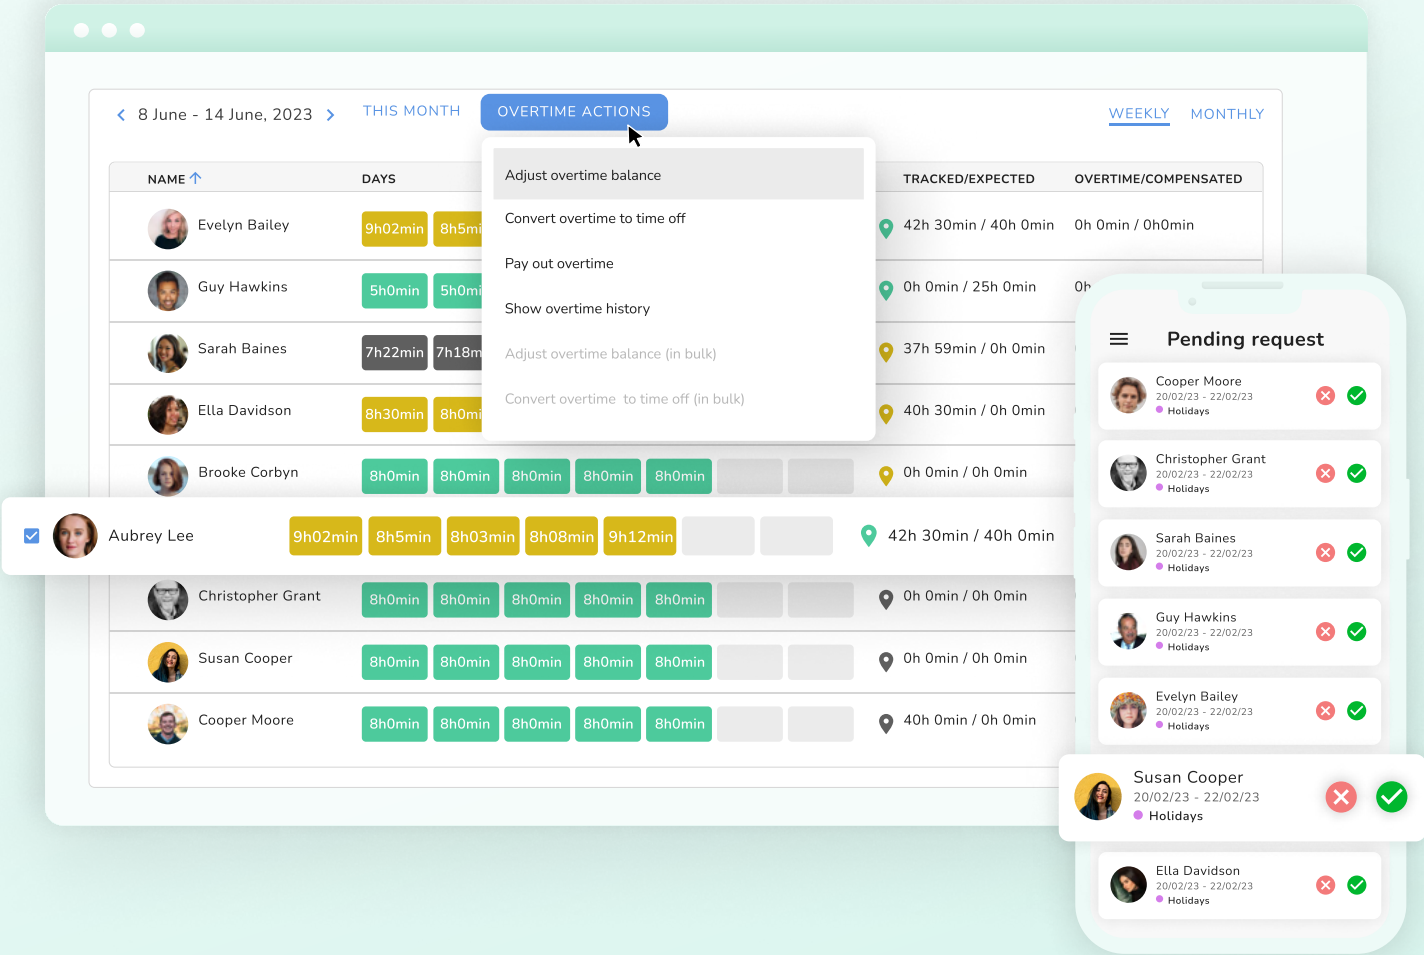 8 June - 14 June, 2023
THIS MONTH
OVERTIME ACTIONS
WEEKLY
MONTHLY
NAME
DAYS
TRACKED/EXPECTED
OVERTIME/COMPENSATED
Adjust overtime balance
Convert overtime to time off
Pay out overtime
Show overtime history
Adjust overtime balance (in bulk)
Convert overtime to time off (in bulk)
Evelyn Bailey
9h02min 8h5mi
42h 30min / 40h 0min
0h 0min / 0h0min
Guy Hawkins
5h0min 5h0mi
0h 0min / 25h 0min
0h
Sarah Baines
7h22min 7h18m
37h 59min / 0h 0min
Ella Davidson
8h30min 8h0mi
40h 30min / 0h 0min
Brooke Corbyn
8h0min 8h0min 8h0min 8h0min 8h0min
0h 0min / 0h 0min
Aubrey Lee
9h02min 8h5min 8h03min 8h08min 9h12min
42h 30min / 40h 0min
Christopher Grant
8h0min 8h0min 8h0min 8h0min 8h0min
0h 0min / 0h 0min
Susan Cooper
8h0min 8h0min 8h0min 8h0min 8h0min
0h 0min / 0h 0min
Cooper Moore
8h0min 8h0min 8h0min 8h0min 8h0min
40h 0min / 0h 0min
Pending request
Cooper Moore
20/02/23 - 22/02/23
Holidays
Christopher Grant
20/02/23 - 22/02/23
Holidays
Sarah Baines
20/02/23 - 22/02/23
Holidays
Guy Hawkins
20/02/23 - 22/02/23
Holidays
Evelyn Bailey
20/02/23 - 22/02/23
Holidays
Susan Cooper
20/02/23 - 22/02/23
Holidays
Ella Davidson
20/02/23 - 22/02/23
Holidays